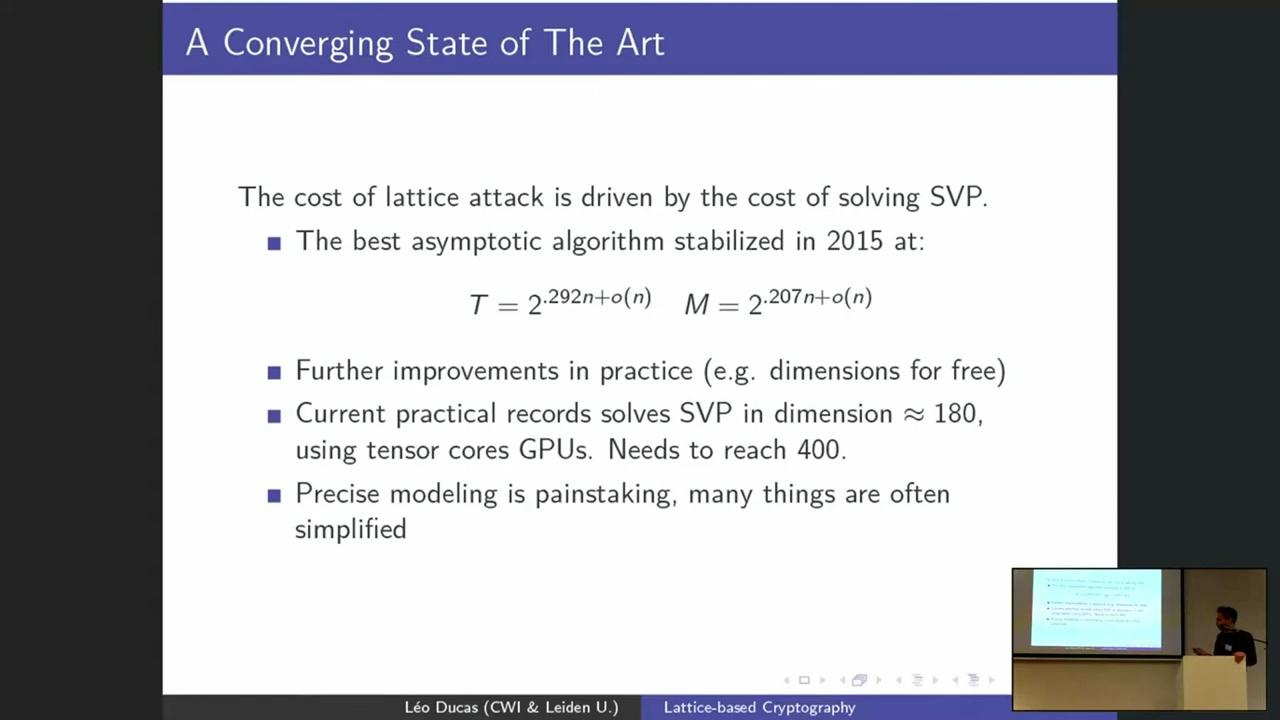 A Converging State of The Art
The cost of lattice attack is driven by the cost of solving SVP.
The best asymptotic algorithm stabilized in 2015 at:
T = 2^.292n+o(n) M = 2^.207n+o(n)
Further improvements in practice (e.g. dimensions for free)
Current practical records solves SVP in dimension ≈ 180,
using tensor cores GPUs. Needs to reach 400.
Precise modeling is painstaking, many things are often
simplified
Léo Ducas (CWI & Leiden U.) Lattice-based Cryptography